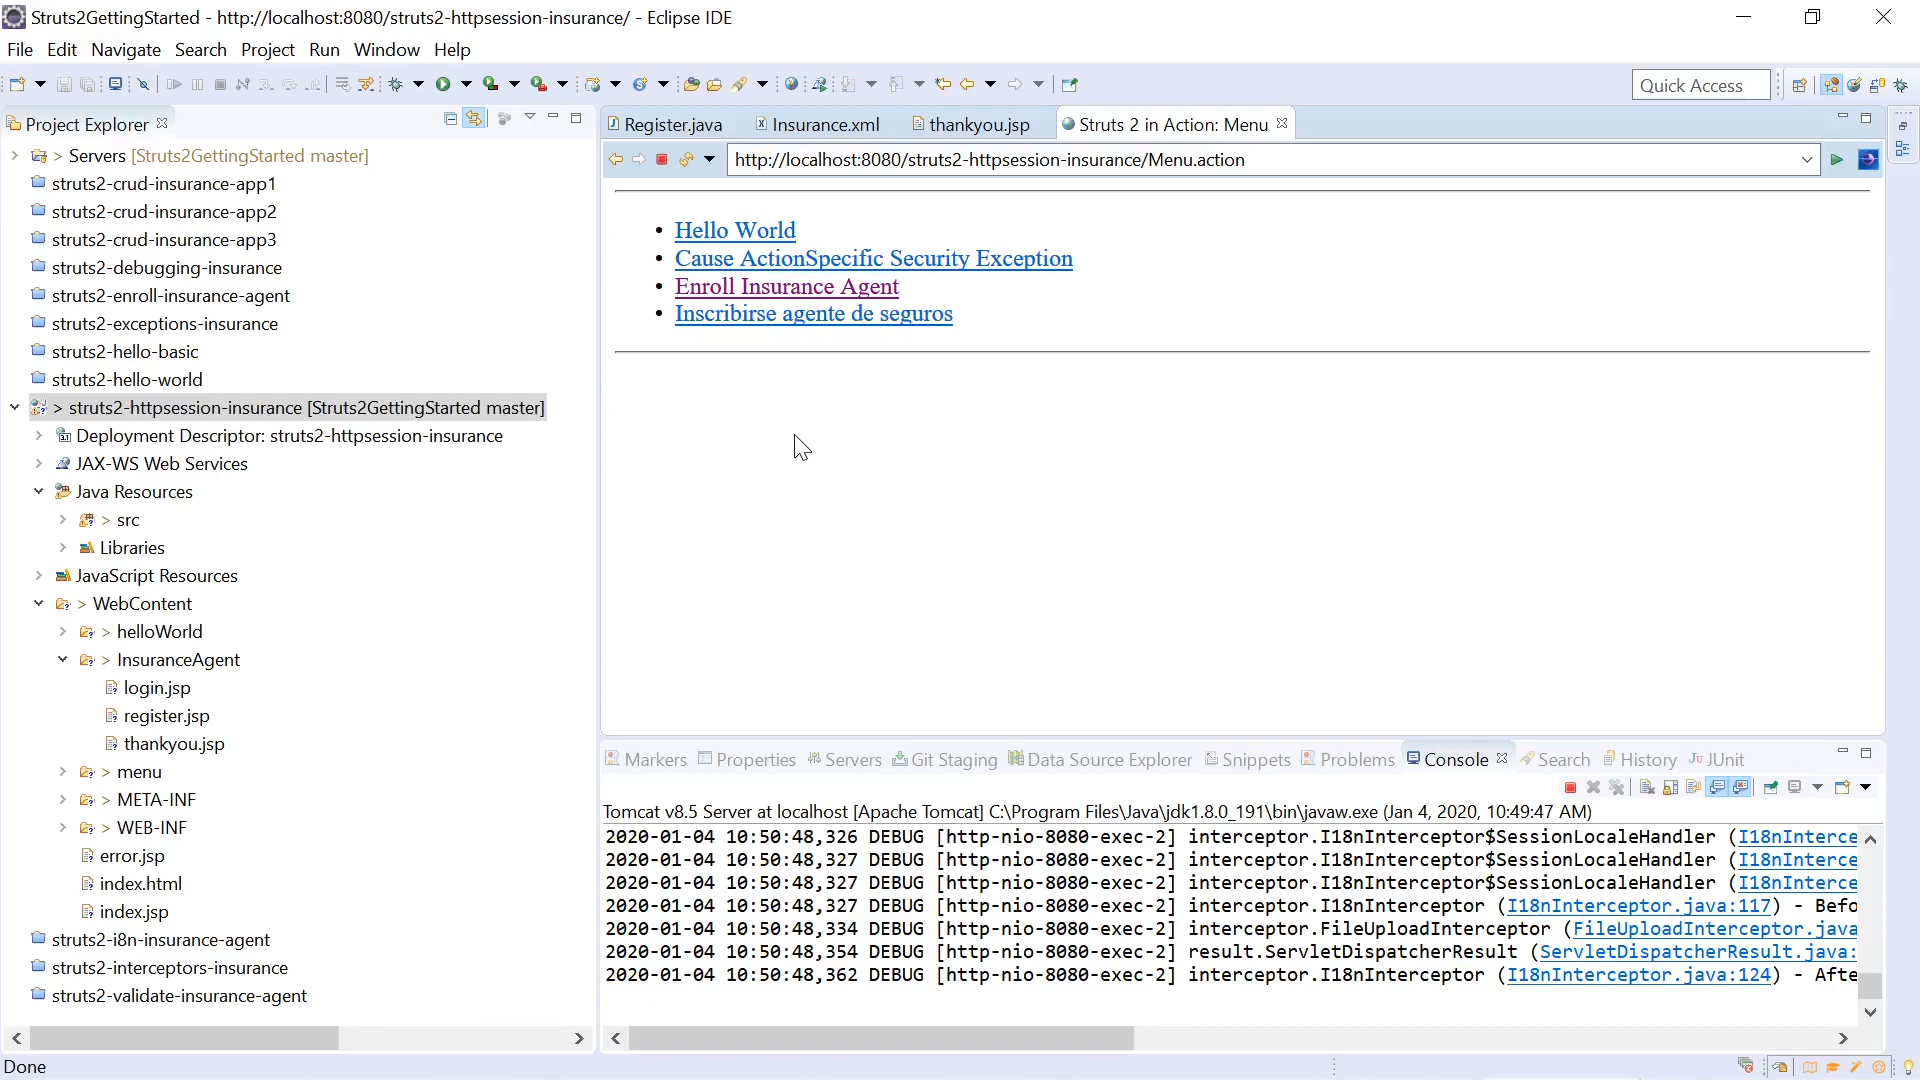 Struts2GettingStarted - http://localhost:8080/struts2-httpsession-insurance/ - Eclipse IDE
File Edit Navigate Search Project Run Window Help
Quick Access
Project Explorer
> Servers [Struts2GettingStarted master]
struts2-crud-insurance-app1
struts2-crud-insurance-app2
struts2-crud-insurance-app3
struts2-debugging-insurance
struts2-enroll-insurance-agent
struts2-exceptions-insurance
struts2-hello-basic
struts2-hello-world
> struts2-httpsession-insurance [Struts2GettingStarted master]
Deployment Descriptor: struts2-httpsession-insurance
JAX-WS Web Services
Java Resources
> src
Libraries
JavaScript Resources
> WebContent
> helloWorld
> InsuranceAgent
login.jsp
register.jsp
thankyou.jsp
> menu
> META-INF
> WEB-INF
error.jsp
index.html
index.jsp
struts2-i8n-insurance-agent
struts2-interceptors-insurance
struts2-validate-insurance-agent
Register.java Insurance.xml thankyou.jsp Struts 2 in Action: Menu
http://localhost:8080/struts2-httpsession-insurance/Menu.action
• Hello World
• Cause ActionSpecific Security Exception
• Enroll Insurance Agent
• Inscribirse agente de seguros
Markers Properties Servers Git Staging Data Source Explorer Snippets Problems Console Search History JUnit
Tomcat v8.5 Server at localhost [Apache Tomcat] C:\Program Files\Java\jdk1.8.0_191\bin\javaw.exe (Jan 4, 2020, 10:49:47 AM)
2020-01-04 10:50:48,326 DEBUG [http-nio-8080-exec-2] interceptor.I18nInterceptor$SessionLocaleHandler (I18nInterce
2020-01-04 10:50:48,327 DEBUG [http-nio-8080-exec-2] interceptor.I18nInterceptor$SessionLocaleHandler (I18nInterce
2020-01-04 10:50:48,327 DEBUG [http-nio-8080-exec-2] interceptor.I18nInterceptor$SessionLocaleHandler (I18nInterce
2020-01-04 10:50:48,327 DEBUG [http-nio-8080-exec-2] interceptor.I18nInterceptor (I18nInterceptor.java:117) - Befo
2020-01-04 10:50:48,334 DEBUG [http-nio-8080-exec-2] interceptor.FileUploadInterceptor (FileUploadInterceptor.java
2020-01-04 10:50:48,354 DEBUG [http-nio-8080-exec-2] result.ServletDispatcherResult (ServletDispatcherResult.java:
2020-01-04 10:50:48,362 DEBUG [http-nio-8080-exec-2] interceptor.I18nInterceptor (I18nInterceptor.java:124) - Afte
Done